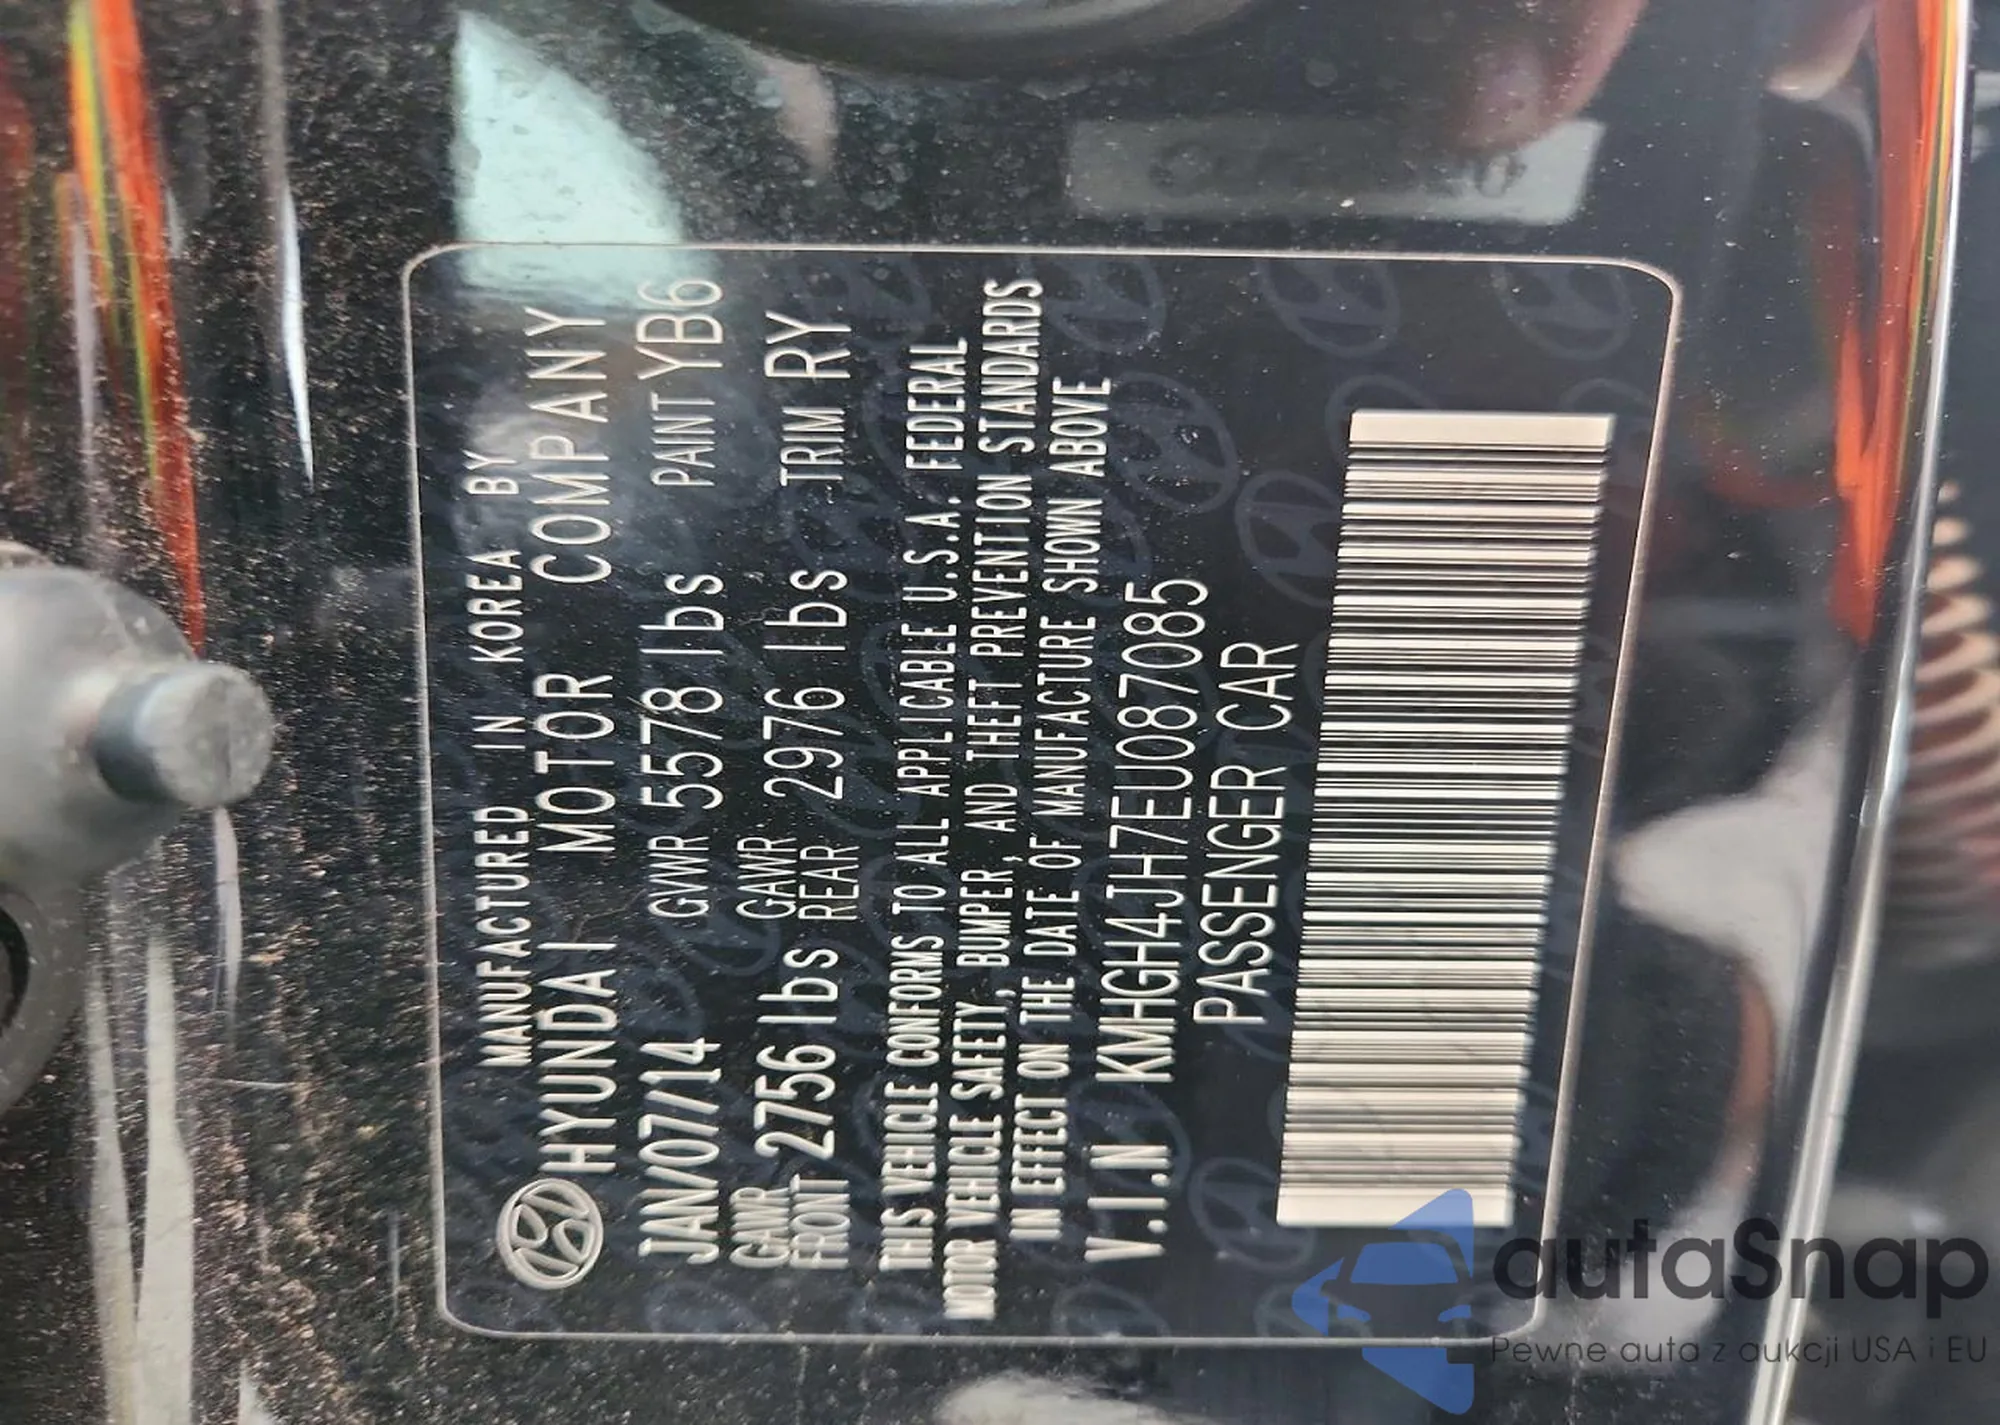 MANUFACTURED IN KOREA BY
HYUNDAI MOTOR COMPANY
JAN/07/14 GVWR 5578 lbs PAINT YB6
GAWR FRONT 2756 lbs GAWR REAR 2976 lbs TRIM RY
THIS VEHICLE CONFORMS TO ALL APPLICABLE U.S.A. FEDERAL
MOTOR VEHICLE SAFETY, BUMPER, AND THEFT PREVENTION STANDARDS
IN EFFECT ON THE DATE OF MANUFACTURE SHOWN ABOVE
V.I.N KMHGH4JH7EU087085
PASSENGER CAR
autaSnap
Pewne auta z aukcji USA i EU